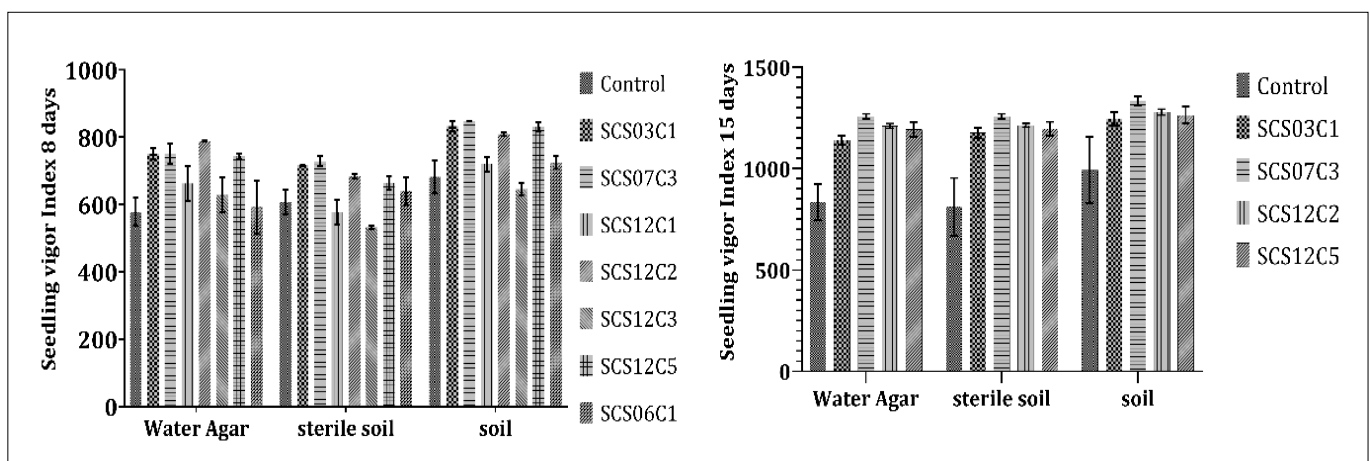 Seedling vigor Index 8 days
1000
800
600
400
200
0
Water Agar
sterile soil
soil
Control
SCS03C1
SCS07C3
SCS12C1
SCS12C2
SCS12C3
SCS12C5
SCS06C1
Seedling vigor Index 15 days
1500
1000
500
0
Water Agar
sterile soil
soil
Control
SCS03C1
SCS07C3
SCS12C2
SCS12C5